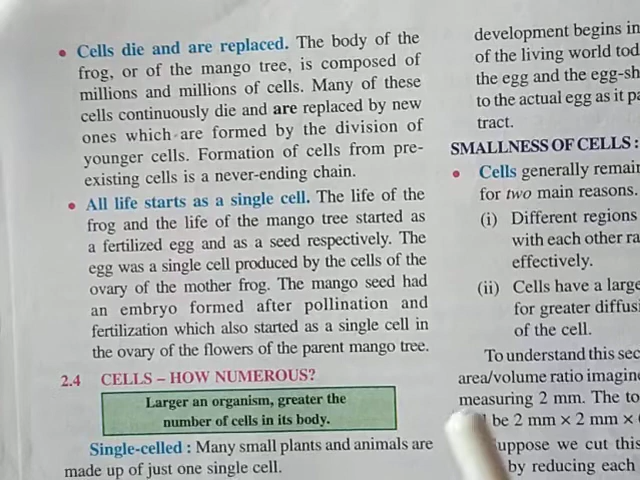 • Cells die and are replaced. The body of the
frog, or of the mango tree, is composed of
millions and millions of cells. Many of these
cells continuously die and are replaced by new
ones which are formed by the division of
younger cells. Formation of cells from pre-
existing cells is a never-ending chain.
• All life starts as a single cell. The life of the
frog and the life of the mango tree started as
a fertilized egg and as a seed respectively. The
egg was a single cell produced by the cells of the
ovary of the mother frog. The mango seed had
an embryo formed after pollination and
fertilization which also started as a single cell in
the ovary of the flowers of the parent mango tree.
2.4 CELLS – HOW NUMEROUS?
Larger an organism, greater the
number of cells in its body.
Single-celled : Many small plants and animals are
made up of just one single cell.
development begins in
of the living world
the egg and the
to the actual egg as it
tract.
SMALLNESS OF CELLS :
• Cells generally
for two main reasons.
(i) Different regions
with each other
effectively.
(ii) Cells have a
for greater
of the cell.
To understand this
area/volume ratio
measuring 2 mm. The
be 2 mm × 2 mm ×
we cut this
by reducing each